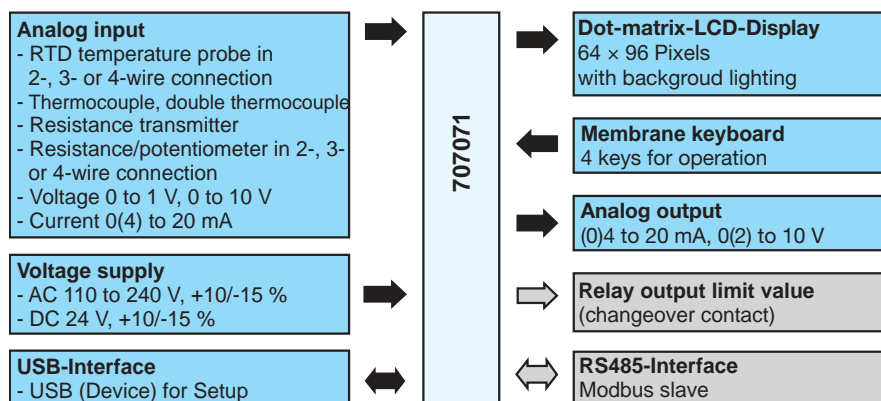 Analog input
- RTD temperature probe in
2-, 3- or 4-wire connection
- Thermocouple, double thermocouple
- Resistance transmitter
- Resistance/potentiometer in 2-, 3-
or 4-wire connection
- Voltage 0 to 1 V, 0 to 10 V
- Current 0(4) to 20 mA
Voltage supply
- AC 110 to 240 V, +10/-15 %
- DC 24 V, +10/-15 %
USB-Interface
- USB (Device) for Setup
707071
Dot-matrix-LCD-Display
64 × 96 Pixels
with backgroud lighting
Membrane keyboard
4 keys for operation
Analog output
(0)4 to 20 mA, 0(2) to 10 V
Relay output limit value
(changeover contact)
RS485-Interface
Modbus slave